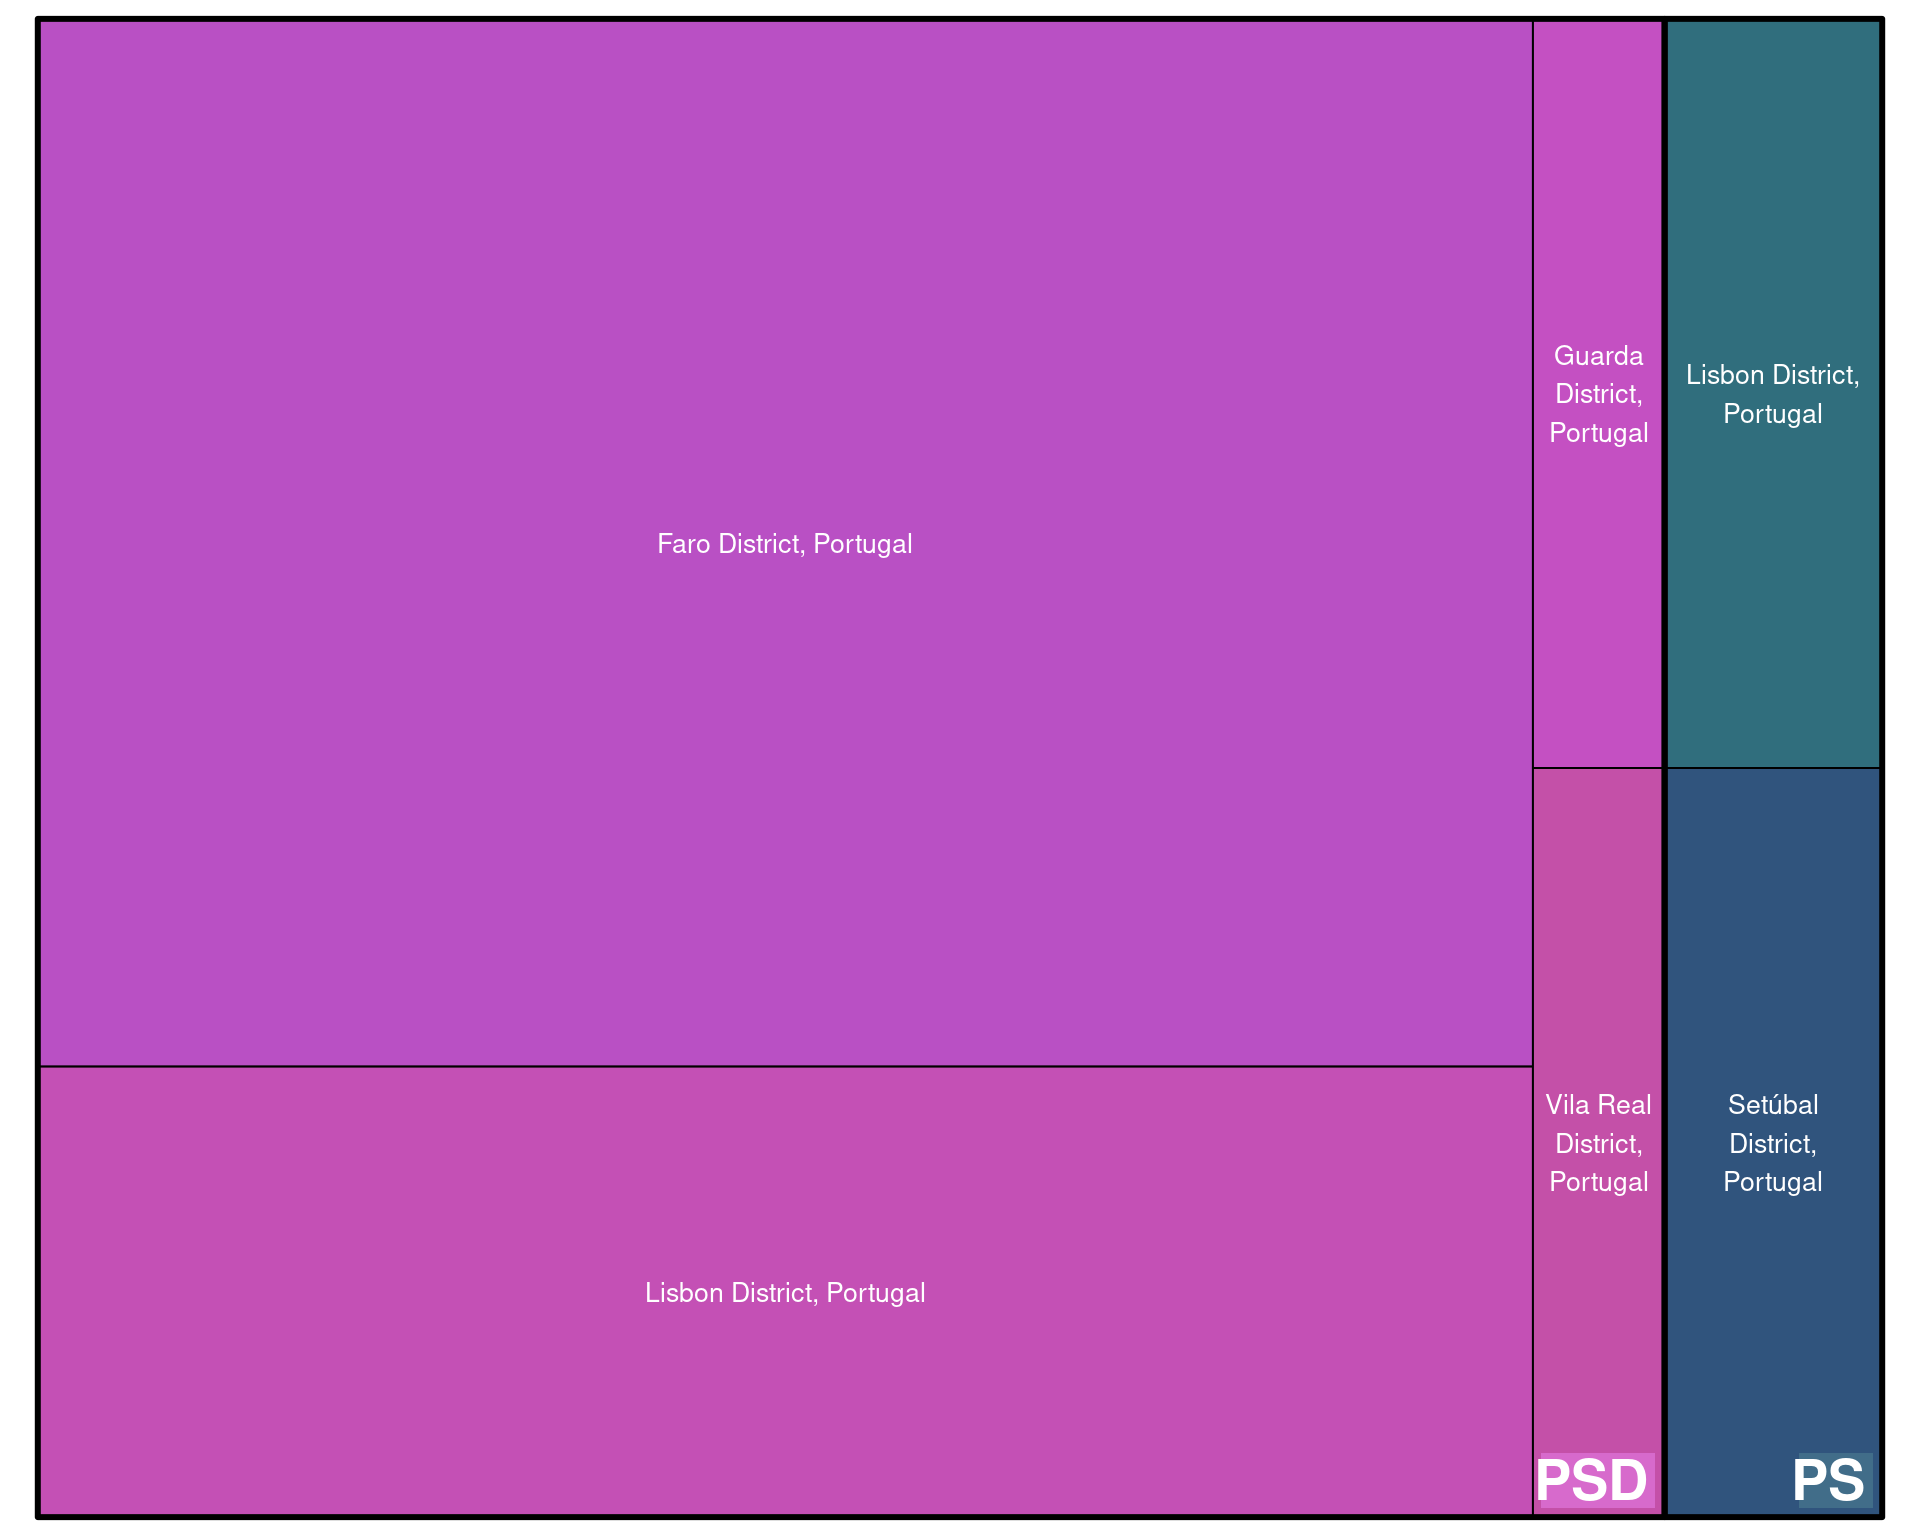 Faro District, Portugal
Lisbon District, Portugal
Guarda
District,
Portugal
Vila Real
District,
Portugal
PSD
Lisbon District,
Portugal
Setúbal
District,
Portugal
PS